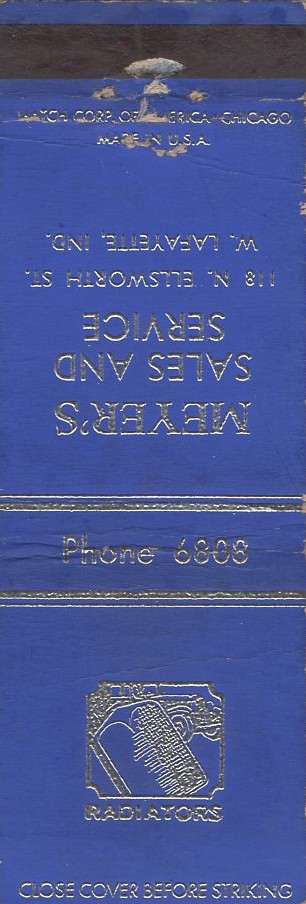 MATCH CORP. OF AMERICA-CHICAGO
MADE IN U.S.A.
MEYER'S
SALES AND
SERVICE
118 N. ELLSWORTH ST.
W. LAFAYETTE, IND.
Phone 6808
RADIATORS
CLOSE COVER BEFORE STRIKING